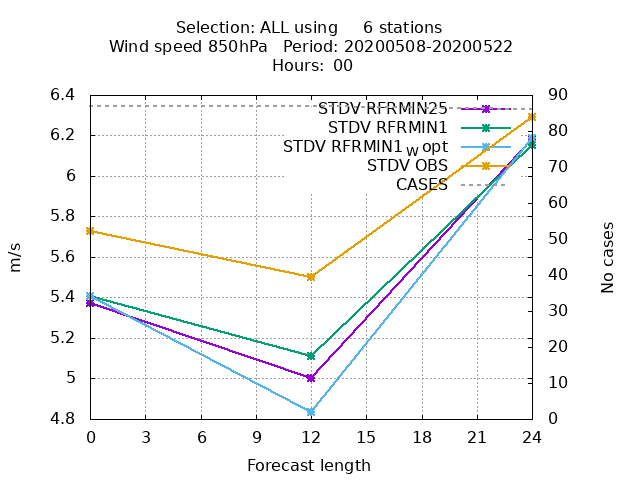 Selection: ALL using     6 stations
Wind speed 850hPa   Period: 20200508-20200522
Hours:  00
6.4
6.2
6
5.8
5.6
5.4
5.2
5
4.8
m/s
STDV RFRMIN25
STDV RFRMIN1
STDV RFRMIN1 w opt
STDV OBS
CASES
90
80
70
60
50
40
30
20
10
0
No cases
0 3 6 9 12 15 18 21 24
Forecast length